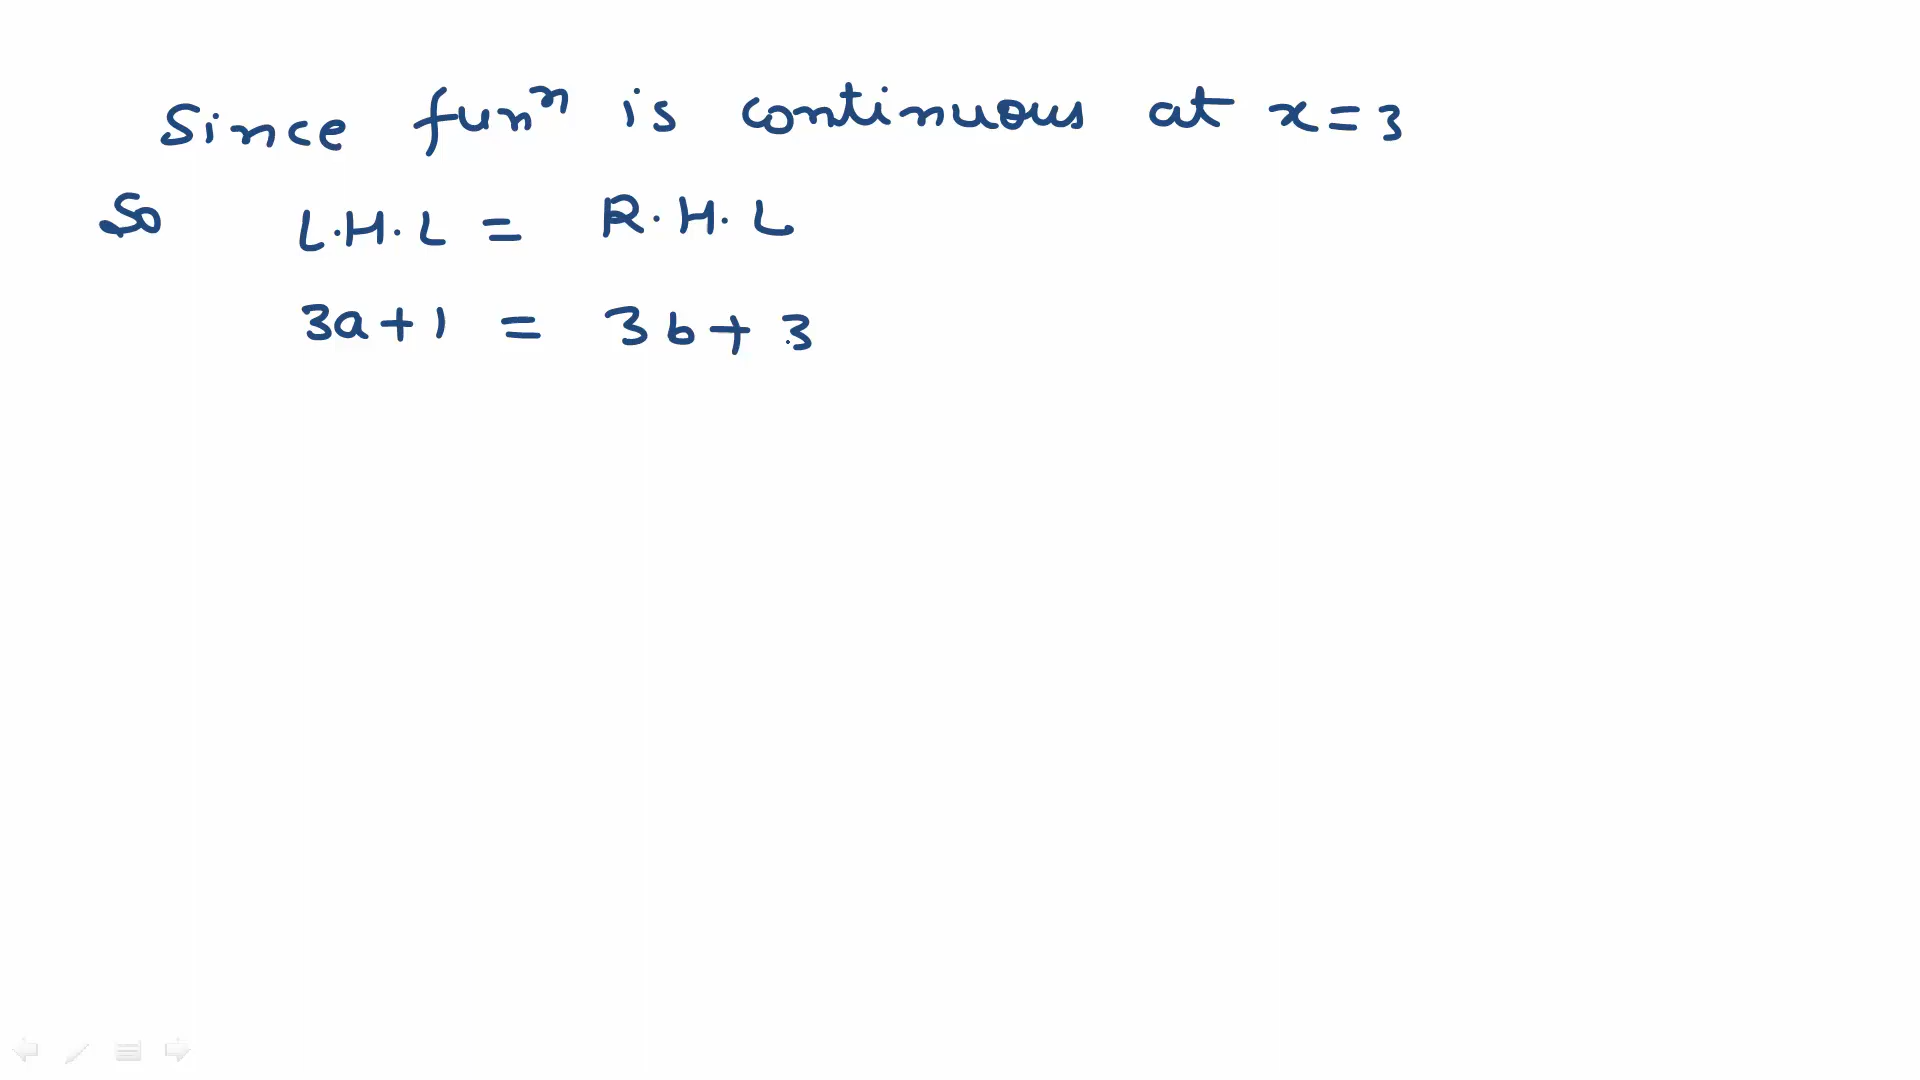 Since funⁿ is continuous at x=3
So L.H.L = R.H.L
3a+1 = 3b+3